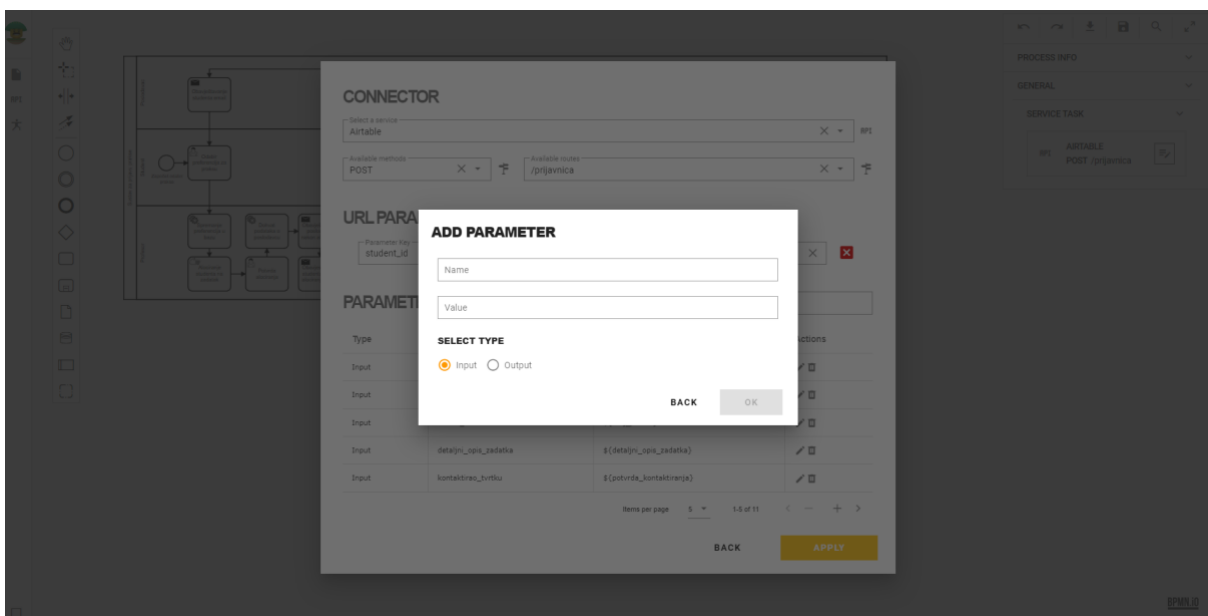 PROCESS INFO
GENERAL
SERVICE TASK
AIRTABLE
POST /prijavnica
CONNECTOR
Select a service
Airtable
Available methods
POST
Available routes
/prijavnica
URL PARA
Parameter Key
student_id
ADD PARAMETER
Name
Value
SELECT TYPE
Input
Output
BACK
OK
PARAMET
Type
Actions
Input
Input
Input
Input detaljni_opis_zadatka ${detaljni_opis_zadatka}
Input kontaktirao_tvrtku ${potvrda_kontaktiranja}
Items per page 5 1-5 of 11
BACK
APPLY
BPMN.iO